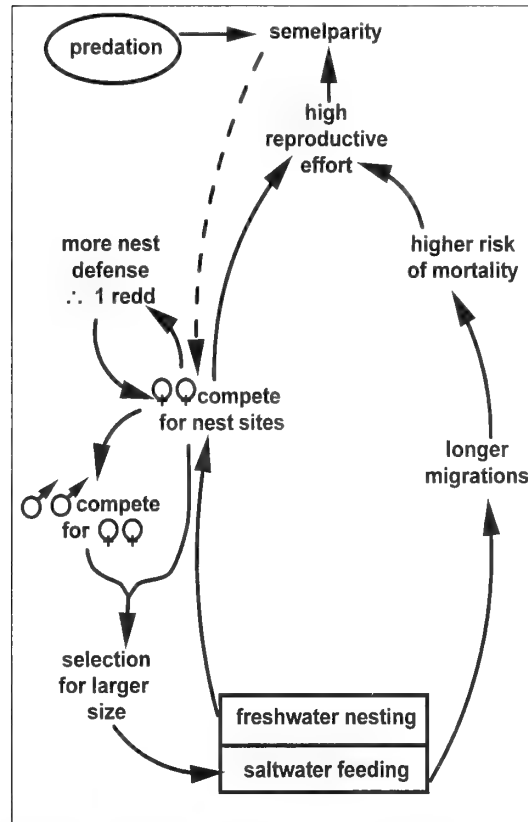 predation
semelparity
high
reproductive
effort
more nest
defense
∴ 1 redd
higher risk
of mortality
♀♀ compete
for nest sites
longer
migrations
♂♂ compete
for ♀♀
selection
for larger
size
freshwater nesting
saltwater feeding